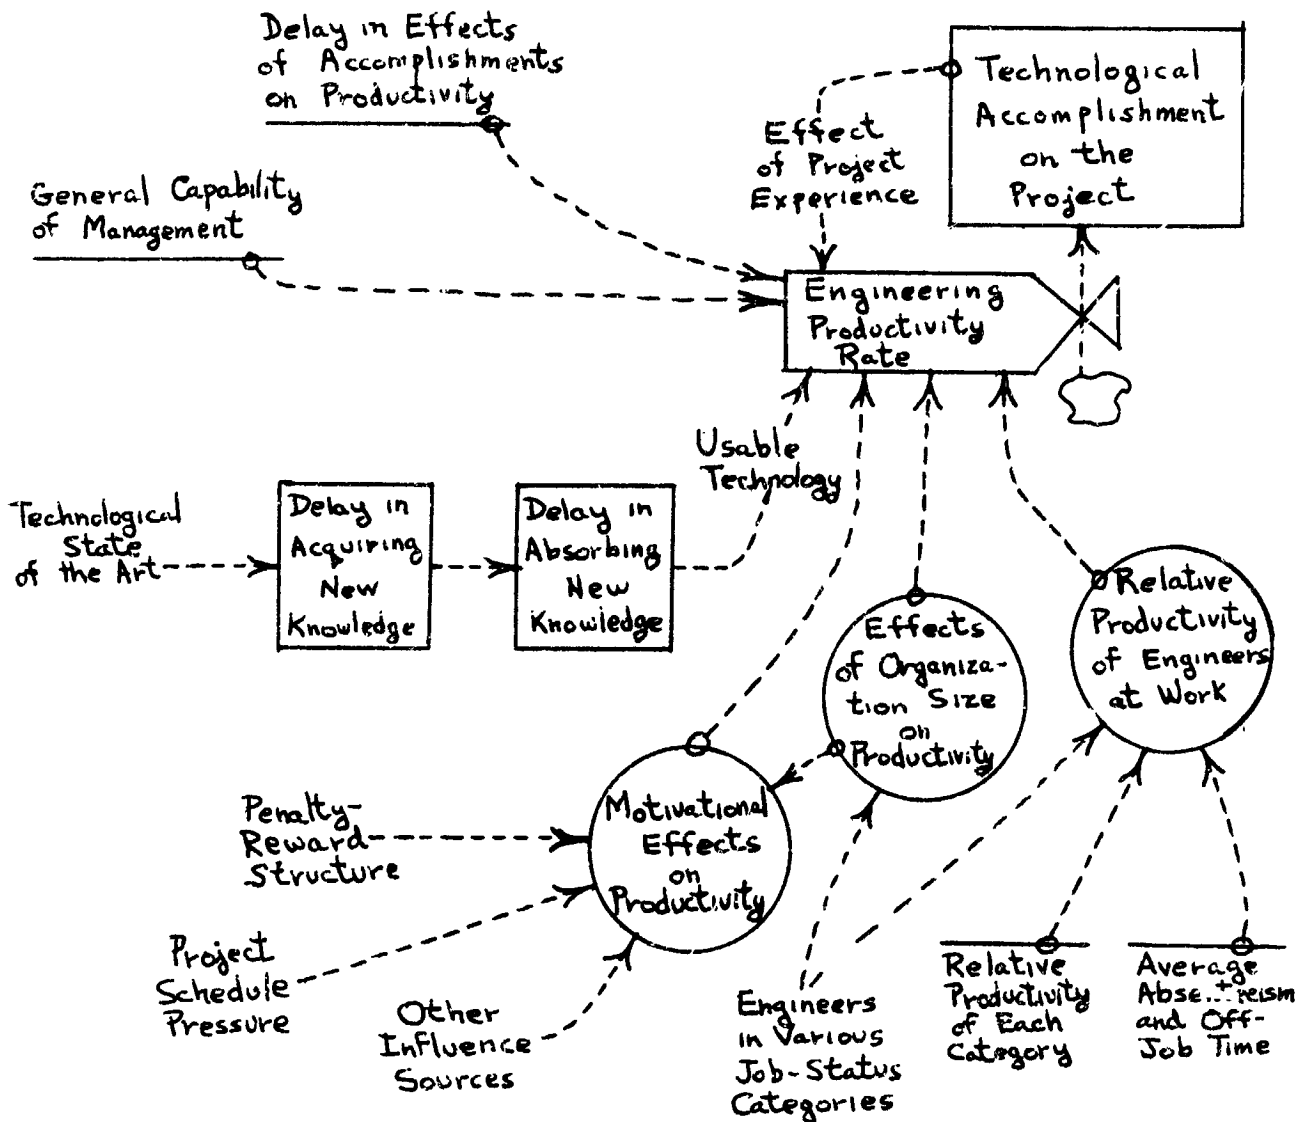 Delay in Effects
of Accomplishments
on Productivity
Technological
Accomplishment
on the
Project
Effect
of Project
Experience
General Capability
of Management
Engineering
Productivity
Rate
Usable
Technology
Technological
State
of the Art
Delay in
Acquiring
New
Knowledge
Delay in
Absorbing
New
Knowledge
Effects
of Organiza-
tion Size
on
Productivity
Relative
Productivity
of Engineers
at Work
Penalty-
Reward
Structure
Motivational
Effects
on
Productivity
Project
Schedule
Pressure
Other
Influence
Sources
Engineers
in Various
Job-Status
Categories
Relative
Productivity
of Each
Category
Average
and Off-
Job Time